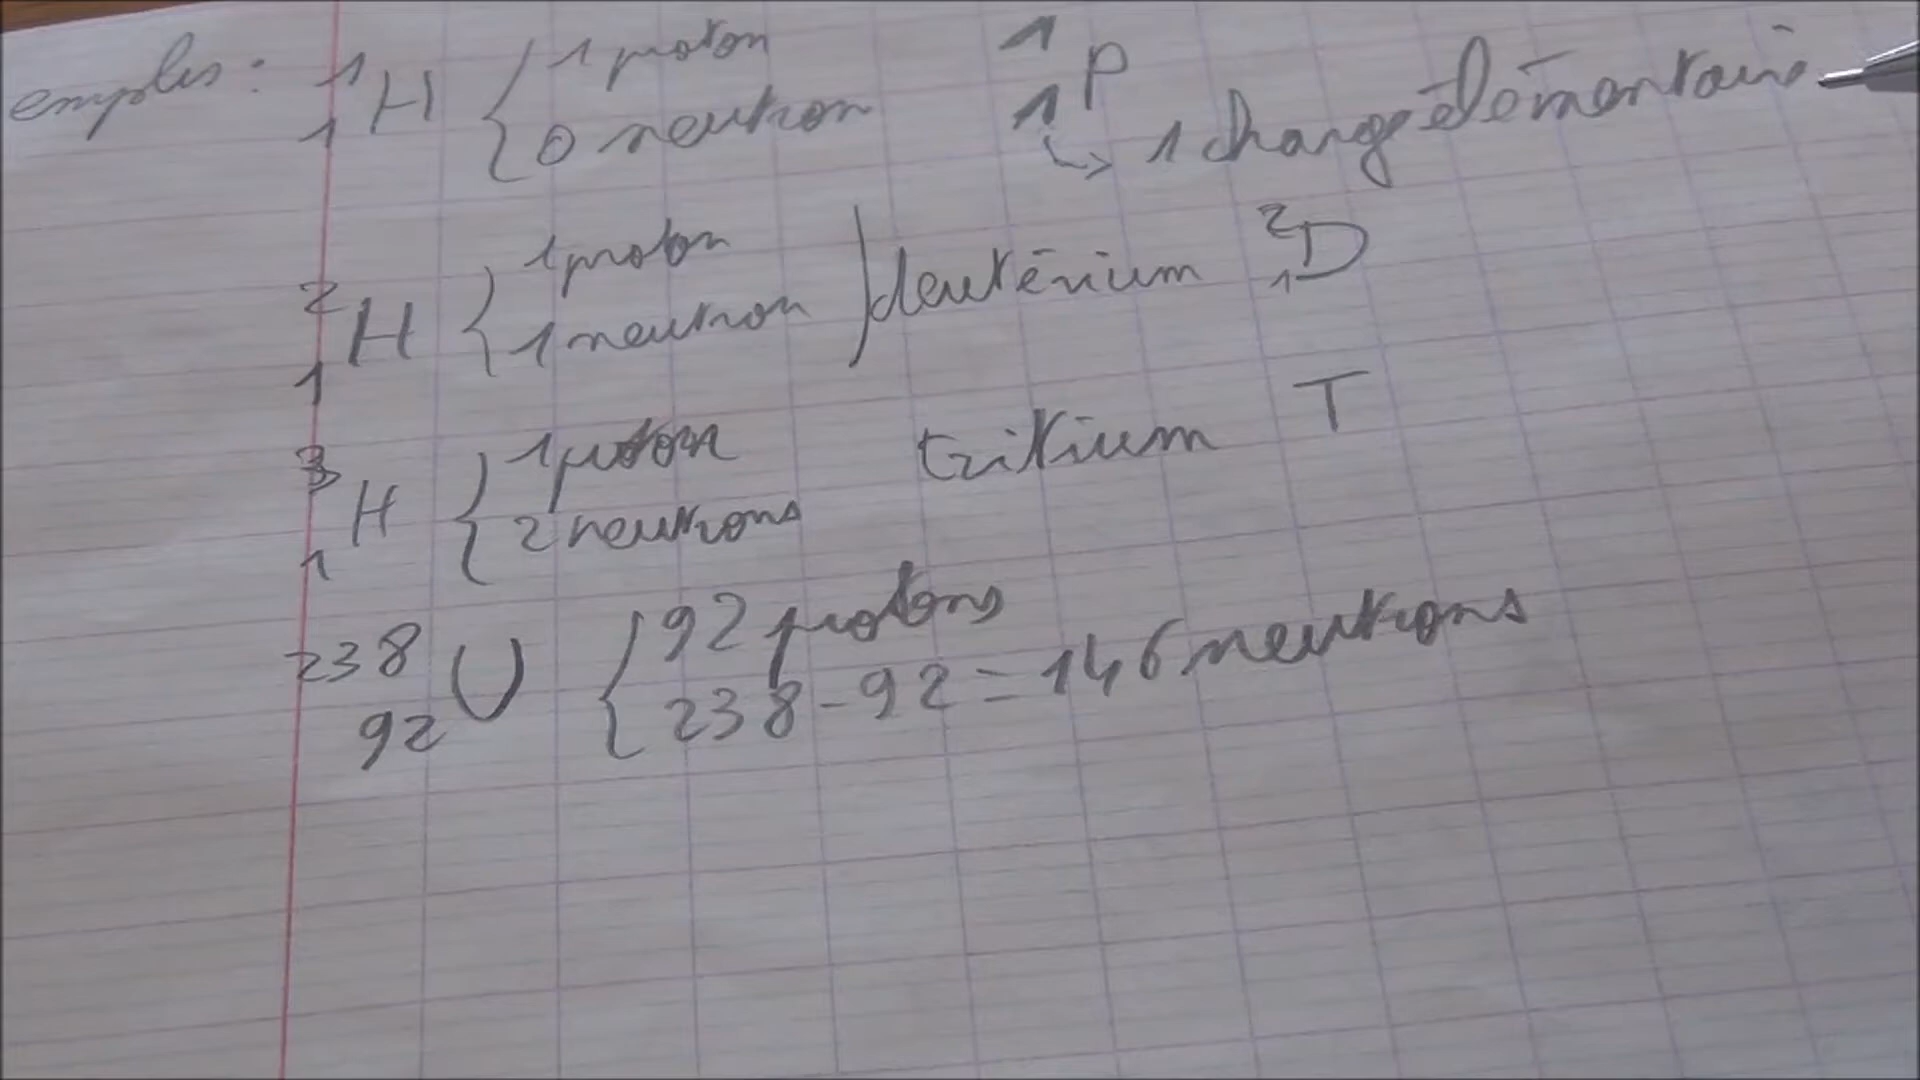 emples : ¹₁H { 1 proton
0 neutron
¹₁p
↳ 1 charge élémentaire
²₁H { 1 proton
1 neutron ) deutérium ²₁D
³₁H { 1 proton
2 neutrons
tritium T
²³⁸₉₂U { 92 protons
238 - 92 = 146 neutrons